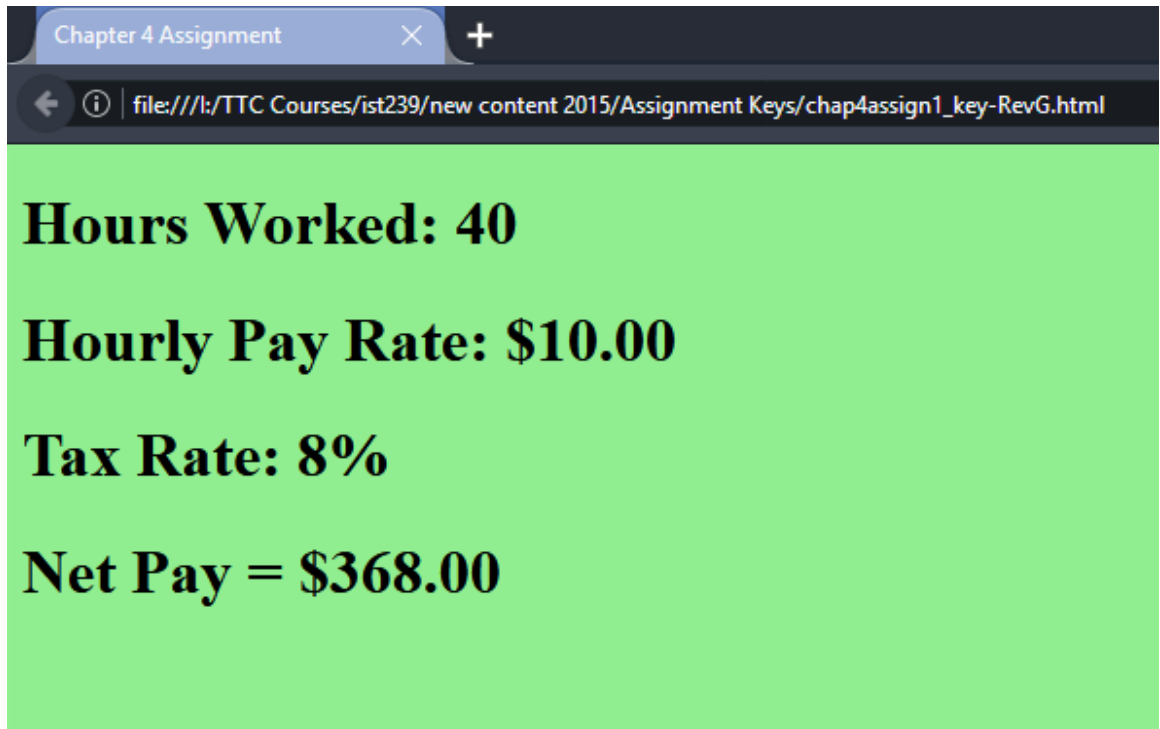 Chapter 4 Assignment
file:///I:/TTC Courses/ist239/new content 2015/Assignment Keys/chap4assign1_key-RevG.html
Hours Worked: 40
Hourly Pay Rate: $10.00
Tax Rate: 8%
Net Pay = $368.00